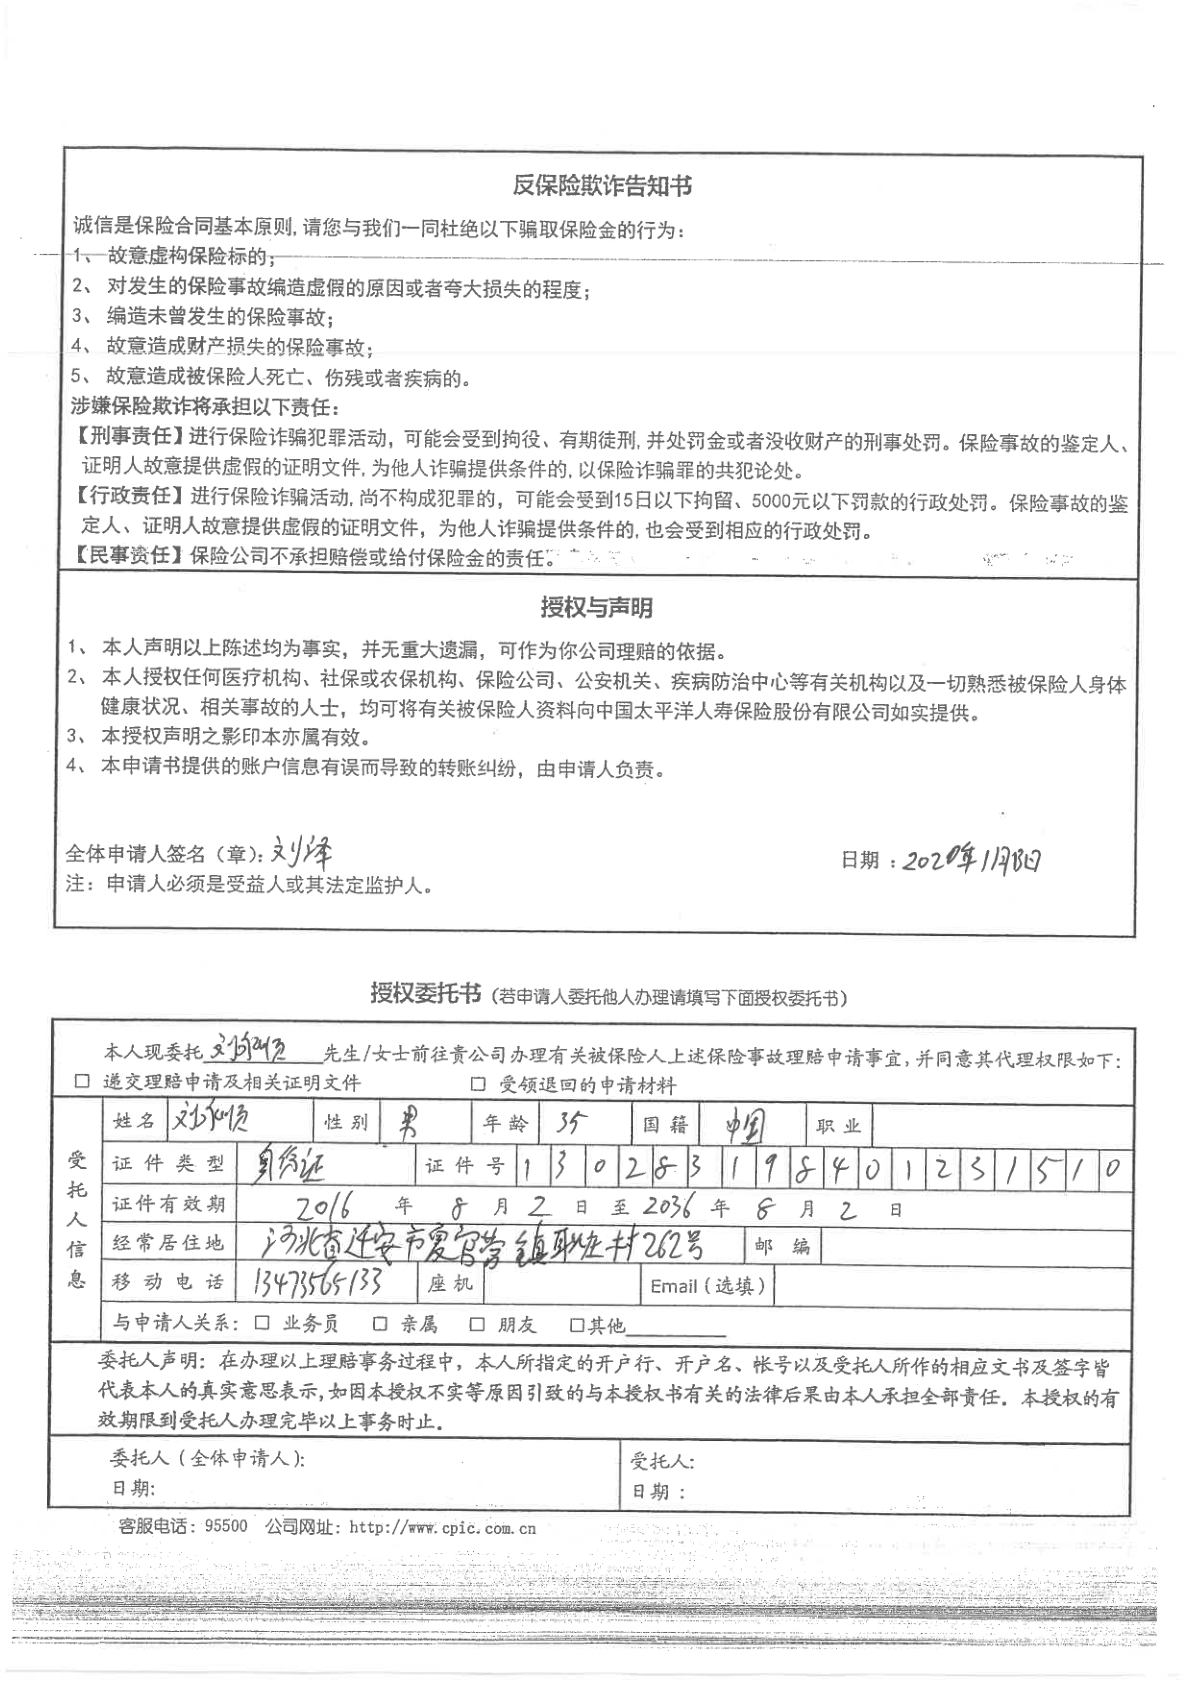 反保险欺诈告知书
诚信是保险合同基本原则,请您与我们一同杜绝以下骗取保险金的行为:
1、 故意虚构保险标的;
2、 对发生的保险事故编造虚假的原因或者夸大损失的程度;
3、 编造未曾发生的保险事故;
4、 故意造成财产损失的保险事故;
5、 故意造成被保险人死亡、伤残或者疾病的。
涉嫌保险欺诈将承担以下责任:
【刑事责任】进行保险诈骗犯罪活动, 可能会受到拘役、有期徒刑, 并处罚金或者没收财产的刑事处罚。保险事故的鉴定人、
证明人故意提供虚假的证明文件, 为他人诈骗提供条件的, 以保险诈骗罪的共犯论处。
【行政责任】进行保险诈骗活动, 尚不构成犯罪的, 可能会受到15日以下拘留、5000元以下罚款的行政处罚。保险事故的鉴
定人、证明人故意提供虚假的证明文件, 为他人诈骗提供条件的, 也会受到相应的行政处罚。
【民事责任】保险公司不承担赔偿或给付保险金的责任。
授权与声明
1、 本人声明以上陈述均为事实, 并无重大遗漏, 可作为你公司理赔的依据。
2、 本人授权任何医疗机构、社保或农保机构、保险公司、公安机关、疾病防治中心等有关机构以及一切熟悉被保险人身体
健康状况、相关事故的人士, 均可将有关被保险人资料向中国太平洋人寿保险股份有限公司如实提供。
3、 本授权声明之影印本亦属有效。
4、 本申请书提供的账户信息有误而导致的转账纠纷, 由申请人负责。
全体申请人签名(章): 刘泽 日期 : 2020年1月 日
注: 申请人必须是受益人或其法定监护人。
授权委托书 (若申请人委托他人办理请填写下面授权委托书)
本人现委托 刘 先生/女士前往贵公司办理有关被保险人上述保险事故理赔申请事宜, 并同意其代理权限如下:
□ 递交理赔申请及相关证明文件 □ 受领退回的申请材料
受托人信息
姓名 刘 性别 男 年龄 35 国籍 中国 职业
证件类型 身份证 证件号 130283198401231510
证件有效期 2016 年 8 月 2 日 至 2036 年 8 月 2 日
经常居住地 河北省迁安市夏官营镇 村262号 邮编
移动电话 13473565133 座机 Email (选填)
与申请人关系: □ 业务员 □ 亲属 □ 朋友 □其他
委托人声明: 在办理以上理赔事务过程中, 本人所指定的开户行、开户名、帐号以及受托人所作的相应文书及签字皆
代表本人的真实意思表示, 如因本授权不实等原因引致的与本授权书有关的法律后果由本人承担全部责任. 本授权的有
效期限到受托人办理完毕以上事务时止.
委托人 (全体申请人): 受托人:
日期: 日期 :
客服电话: 95500 公司网址: http://www.cpic.com.cn